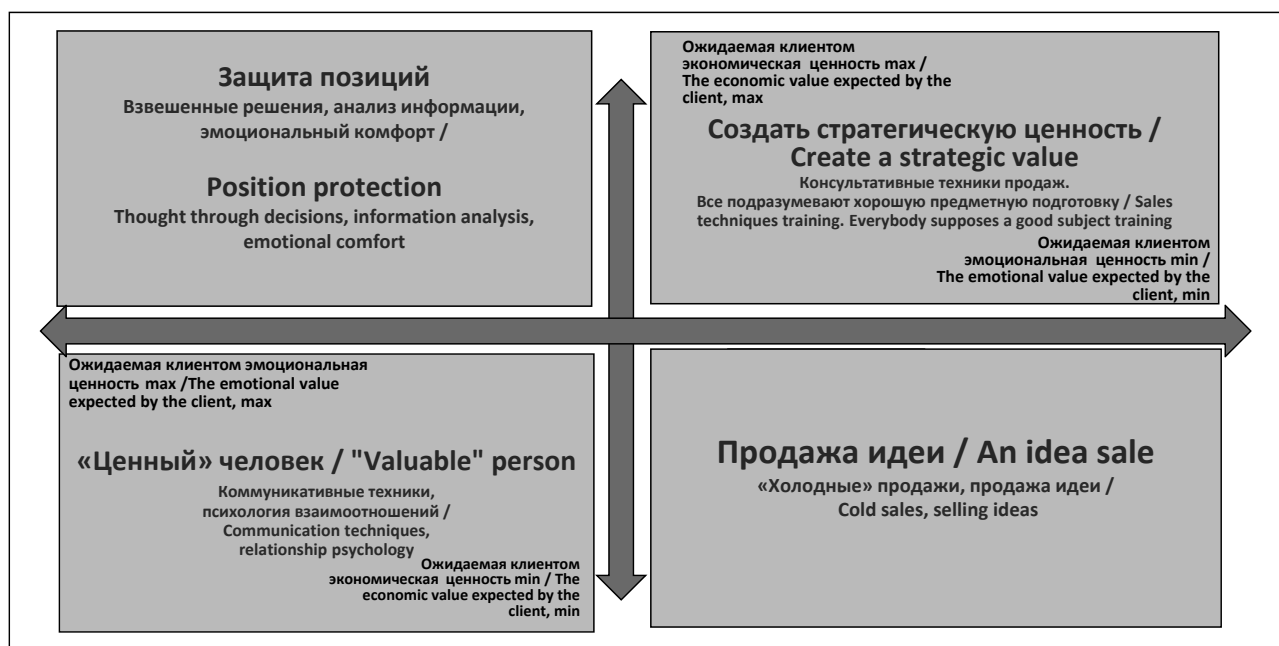 Защита позиций
Взвешенные решения, анализ информации,
эмоциональный комфорт /
Position protection
Thought through decisions, information analysis,
emotional comfort
Ожидаемая клиентом
экономическая ценность max /
The economic value expected by the
client, max
Создать стратегическую ценность /
Create a strategic value
Консультативные техники продаж.
Все подразумевают хорошую предметную подготовку / Sales
techniques training. Everybody supposes a good subject training
Ожидаемая клиентом
эмоциональная ценность min /
The emotional value expected by the
client, min
Ожидаемая клиентом эмоциональная
ценность max /The emotional value
expected by the client, max
«Ценный» человек / "Valuable" person
Коммуникативные техники,
психология взаимоотношений /
Communication techniques,
relationship psychology
Ожидаемая клиентом
экономическая ценность min / The
economic value expected by the
client, min
Продажа идеи / An idea sale
«Холодные» продажи, продажа идеи /
Cold sales, selling ideas